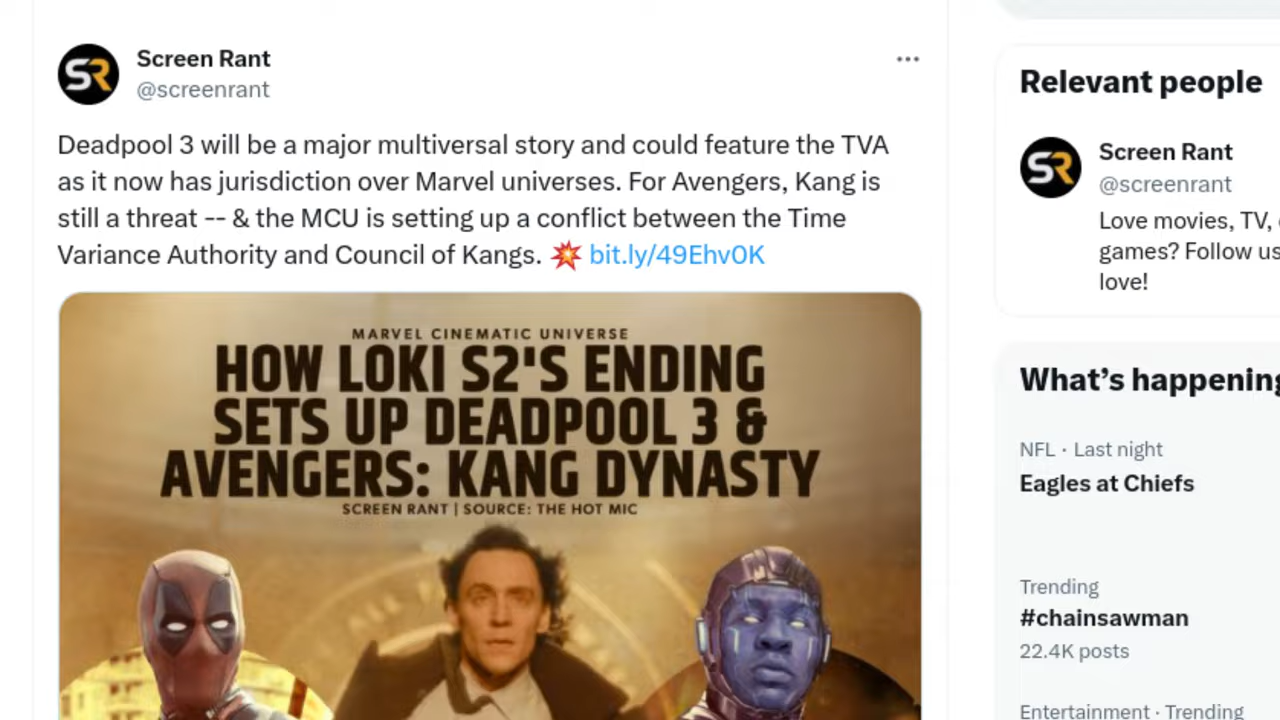 SR
Screen Rant
@screenrant
Deadpool 3 will be a major multiversal story and could feature the TVA
as it now has jurisdiction over Marvel universes. For Avengers, Kang is
still a threat -- & the MCU is setting up a conflict between the Time
Variance Authority and Council of Kangs. 💥 bit.ly/49Ehv0K
MARVEL CINEMATIC UNIVERSE
HOW LOKI S2'S ENDING
SETS UP DEADPOOL 3 &
AVENGERS: KANG DYNASTY
SCREEN RANT | SOURCE: THE HOT MIC
Relevant people
SR
Screen Rant
@screenrant
Love movies, TV,
games? Follow us
love!
What’s happening
NFL · Last night
Eagles at Chiefs
Trending
#chainsawman
22.4K posts
Entertainment · Trending